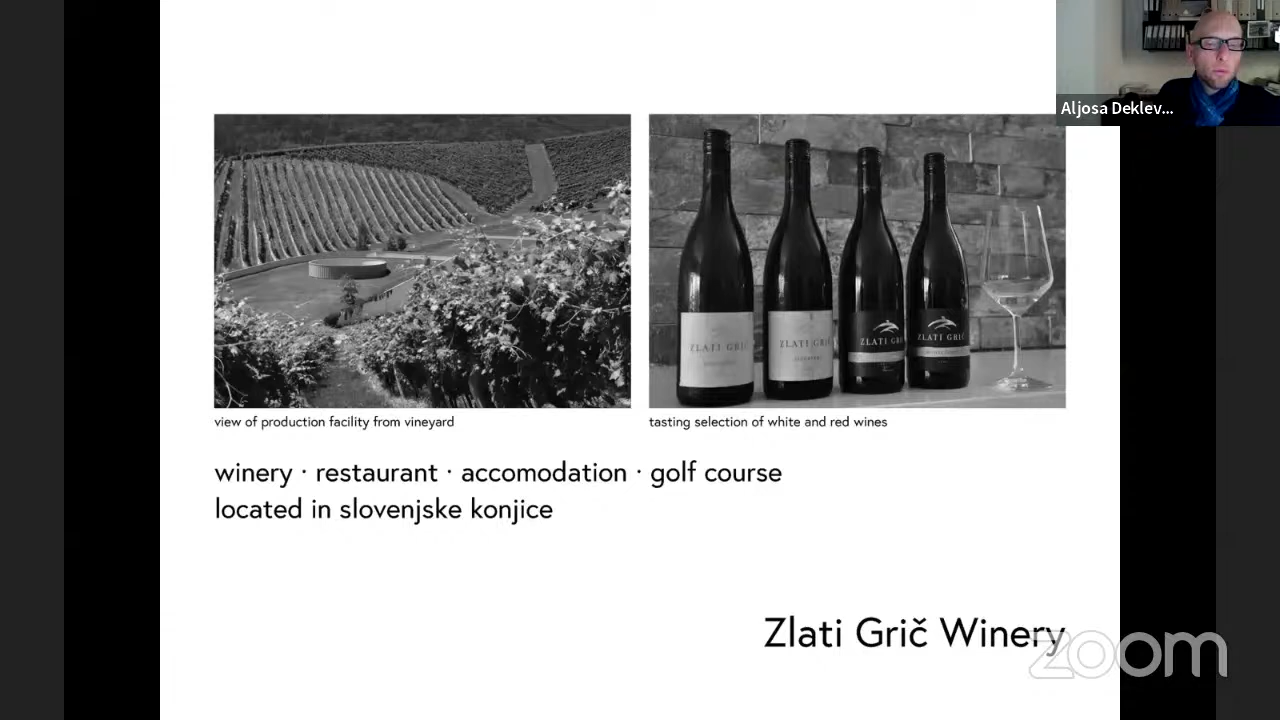 Aljosa Deklev...
ZLATI GRIČ
ZLATI GRIČ
ZLATI GRIČ
ZLATI GRIČ
view of production facility from vineyard
tasting selection of white and red wines
winery · restaurant · accomodation · golf course
located in slovenjske konjice
Zlati Grič Winery
zoom